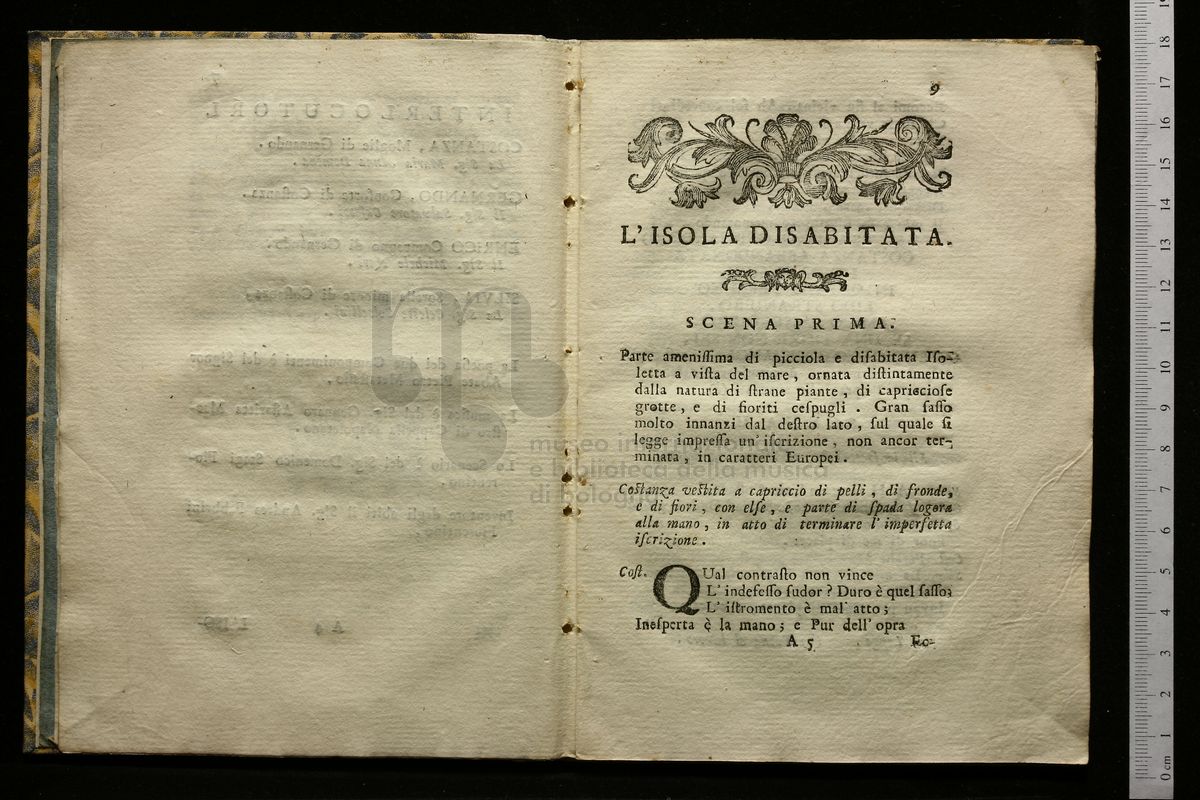 9
L'ISOLA DISABITATA.
SCENA PRIMA.
Parte ameniſſima di picciola e diſabitata Iſo-
letta a viſta del mare, ornata diſtintamente
dalla natura di ſtrane piante, di capriccioſe
grotte, e di fioriti ceſpugli. Gran ſaſſo
molto innanzi dal deſtro lato, ſul quale ſi
legge impreſſa un' iſcrizione, non ancor ter-
minata, in caratteri Europei.
Coſtanza veſtita a capriccio di pelli, di fronde,
e di fiori, con elſe, e parte di ſpada logora
alla mano, in atto di terminare l' imperfetta
iſcrizione.
Coſt. QUal contraſto non vince
L' indefeſſo ſudor? Duro è quel ſaſſo;
L' iſtromento è mal' atto;
Ineſperta è la mano; e Pur dell' opra
A 5 Ec-
museo in
e biblioteca della musica
di bologna